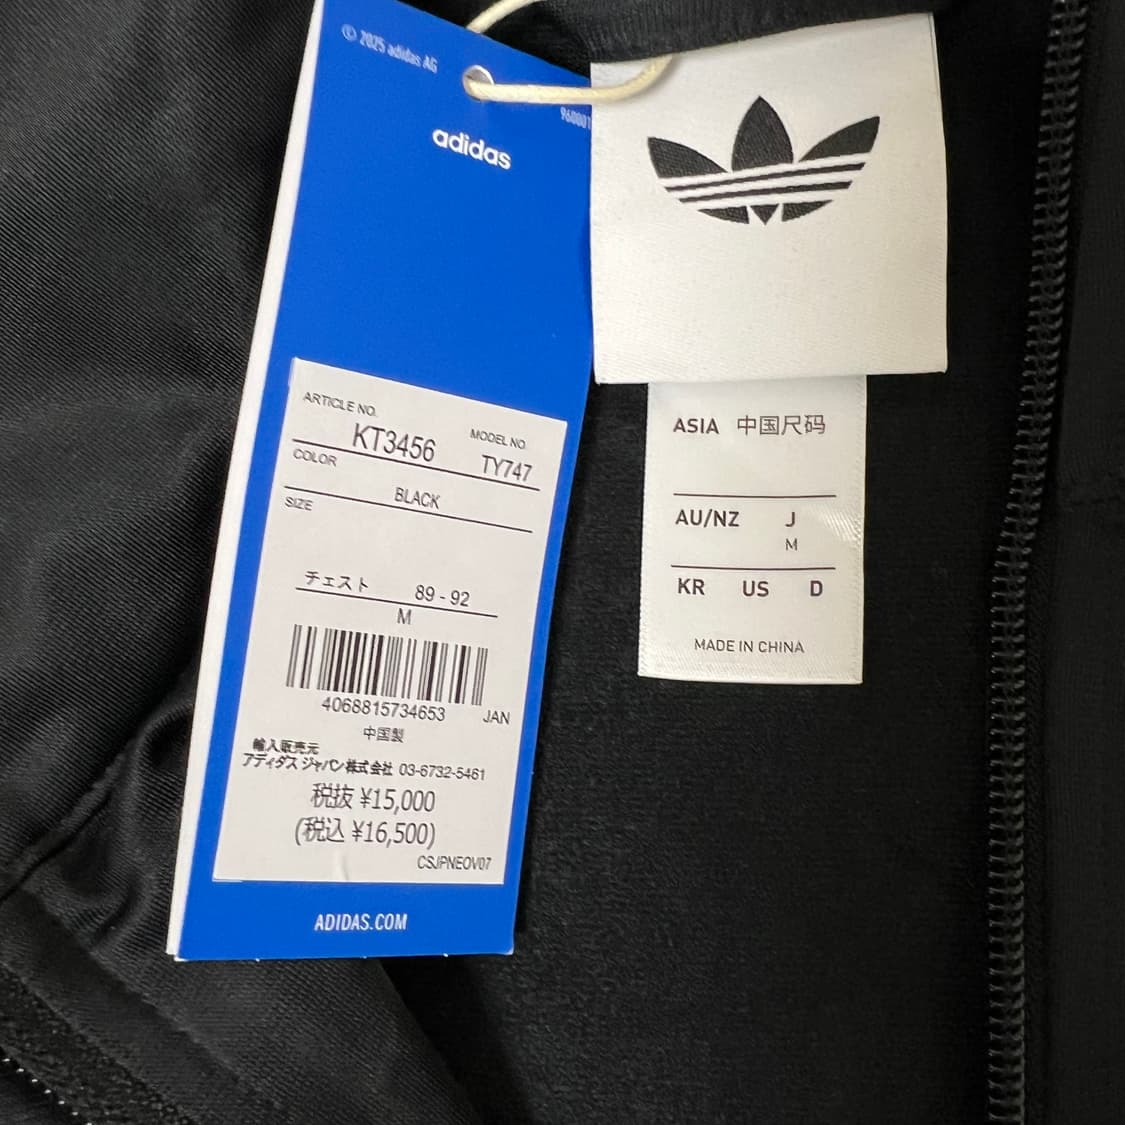 © 2025 adidas AG
960001
adidas
ARTICLE NO.
KT3456
MODEL NO.
TY747
COLOR
BLACK
SIZE
チェスト 89 - 92
M
4068815734653 JAN
中国製
輸入販売元
アディダス ジャパン株式会社 03-6732-5461
税抜 ¥15,000
(税込 ¥16,500)
CSJPNEOV07
ADIDAS.COM
ASIA 中国尺码
AU/NZ J
M
KR US D
MADE IN CHINA